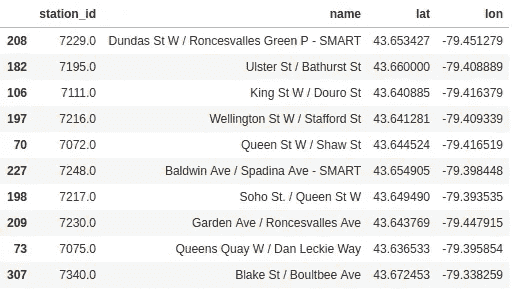 station_id name lat lon
208 7229.0 Dundas St W / Roncesvalles Green P - SMART 43.653427 -79.451279
182 7195.0 Ulster St / Bathurst St 43.660000 -79.408889
106 7111.0 King St W / Douro St 43.640885 -79.416379
197 7216.0 Wellington St W / Stafford St 43.641281 -79.409339
70 7072.0 Queen St W / Shaw St 43.644524 -79.416519
227 7248.0 Baldwin Ave / Spadina Ave - SMART 43.654905 -79.398448
198 7217.0 Soho St. / Queen St W 43.649490 -79.393535
209 7230.0 Garden Ave / Roncesvalles Ave 43.643769 -79.447915
73 7075.0 Queens Quay W / Dan Leckie Way 43.636533 -79.395854
307 7340.0 Blake St / Boultbee Ave 43.672453 -79.338259